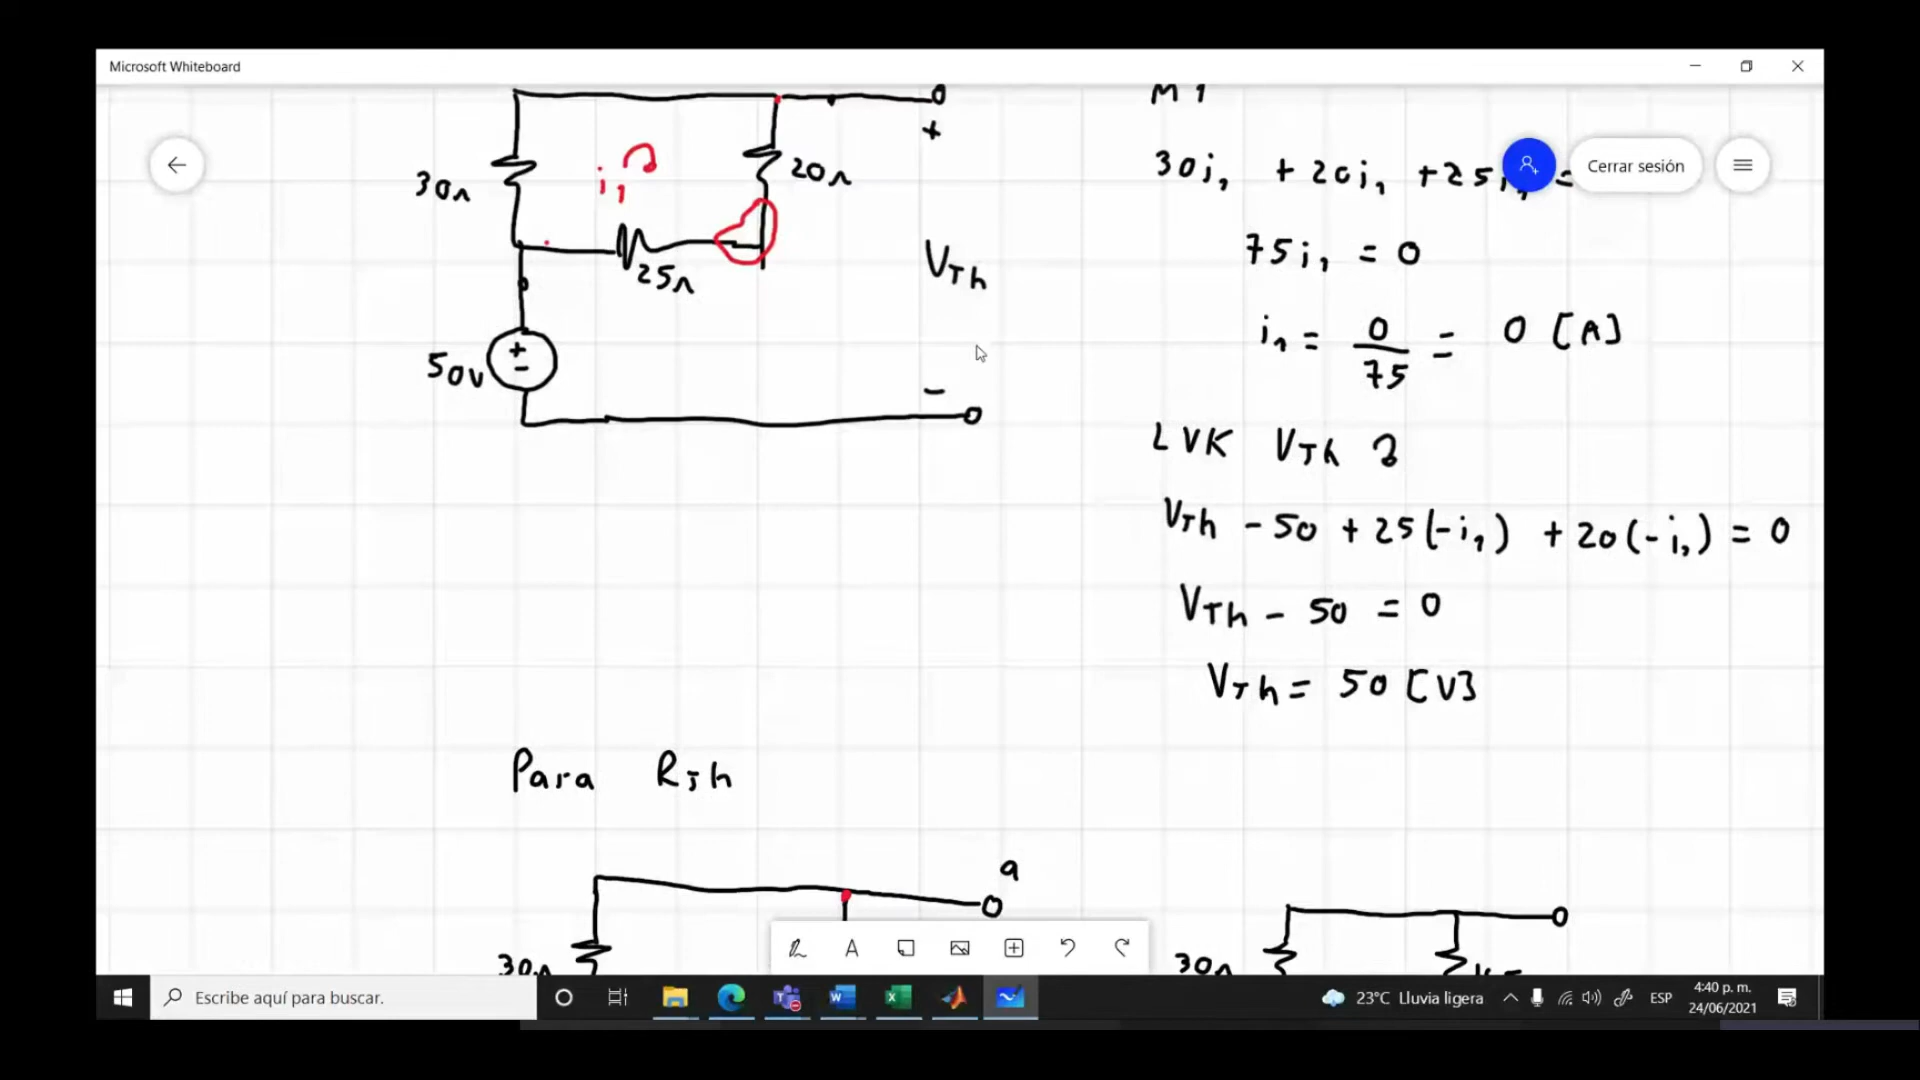 Microsoft Whiteboard
Cerrar sesión
30Ω
i₁
20Ω
25Ω
50V
+
-
+
VTh
-
M1
30i₁ + 20i₁ + 25i₁ =
75i₁ = 0
i₁ = 0/75 = 0 [A]
LVK VTh
VTh - 50 + 25(-i₁) + 20(-i₁) = 0
VTh - 50 = 0
VTh = 50 [V]
Para RTh
a
30Ω
30Ω
Escribe aquí para buscar.
23°C Lluvia ligera
ESP
4:40 p. m.
24/06/2021